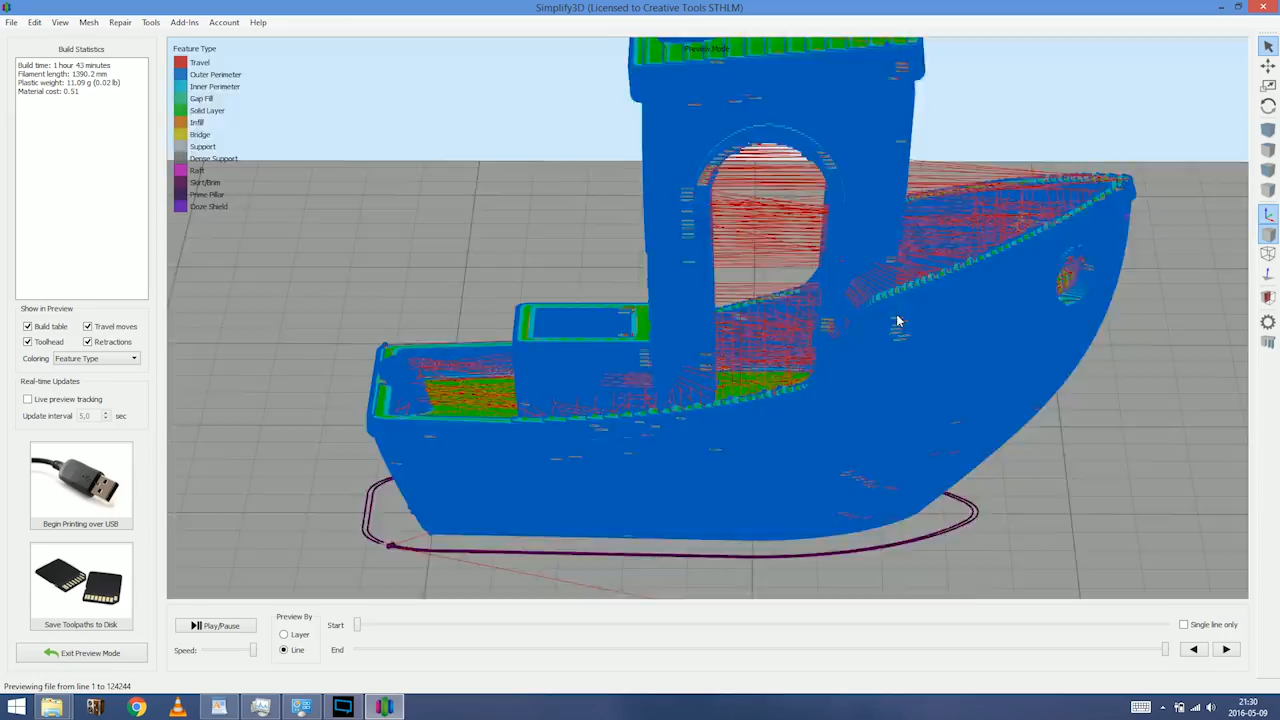 Simplify3D (Licensed to Creative Tools STHLM)
File Edit View Mesh Repair Tools Add-Ins Account Help
Build Statistics
Build time: 1 hour 43 minutes
Filament length: 1390.2 mm
Plastic weight: 11.09 g (0.02 lb)
Material cost: 0.51
Feature Type
Preview Mode
Travel
Outer Perimeter
Inner Perimeter
Gap Fill
Solid Layer
Infill
Bridge
Support
Dense Support
Raft
Skirt/Brim
Prime Pillar
Ooze Shield
Show in Preview
Build table Travel moves
Toolhead Retractions
Coloring Feature Type
Real-time Updates
Live preview tracking
Update interval 5,0 sec
Begin Printing over USB
Save Toolpaths to Disk
Exit Preview Mode
Play/Pause
Speed:
Preview By
Layer
Line
Start
End
Single line only
Previewing file from line 1 to 124244
21:30
2016-05-09